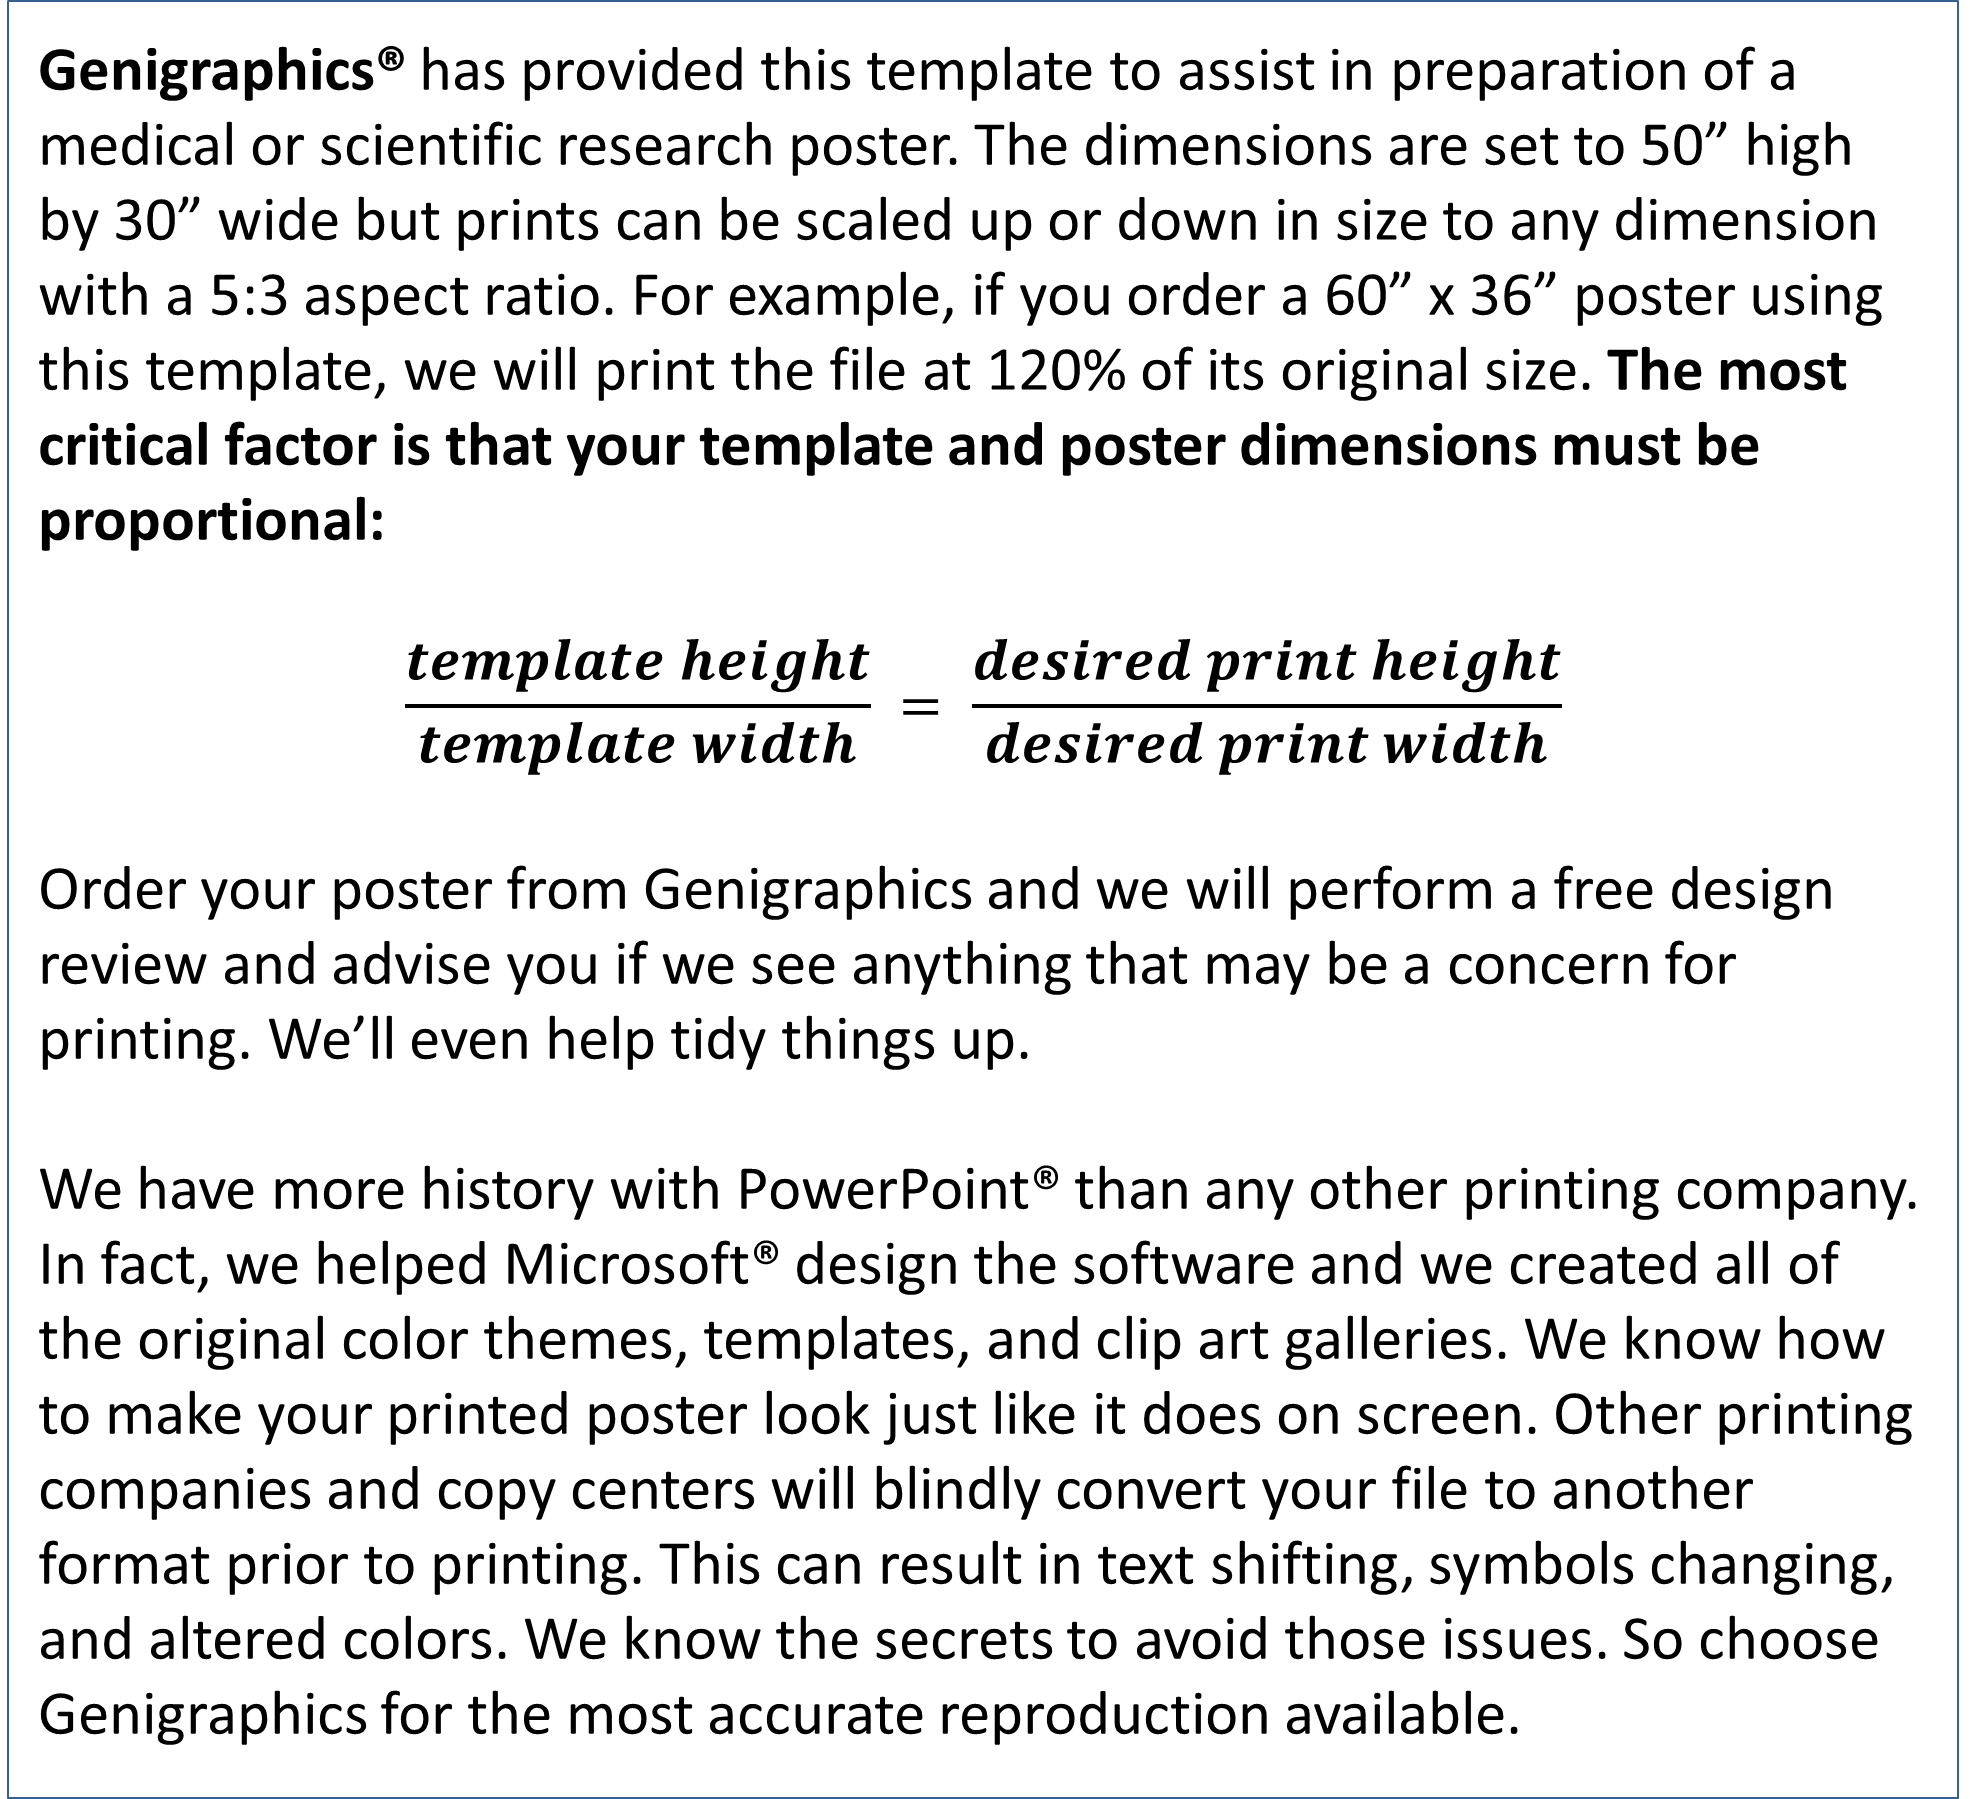 Genigraphics® has provided this template to assist in preparation of a
medical or scientific research poster. The dimensions are set to 50” high
by 30” wide but prints can be scaled up or down in size to any dimension
with a 5:3 aspect ratio. For example, if you order a 60” x 36” poster using
this template, we will print the file at 120% of its original size. The most
critical factor is that your template and poster dimensions must be
proportional:
template height / template width = desired print height / desired print width
Order your poster from Genigraphics and we will perform a free design
review and advise you if we see anything that may be a concern for
printing. We’ll even help tidy things up.
We have more history with PowerPoint® than any other printing company.
In fact, we helped Microsoft® design the software and we created all of
the original color themes, templates, and clip art galleries. We know how
to make your printed poster look just like it does on screen. Other printing
companies and copy centers will blindly convert your file to another
format prior to printing. This can result in text shifting, symbols changing,
and altered colors. We know the secrets to avoid those issues. So choose
Genigraphics for the most accurate reproduction available.